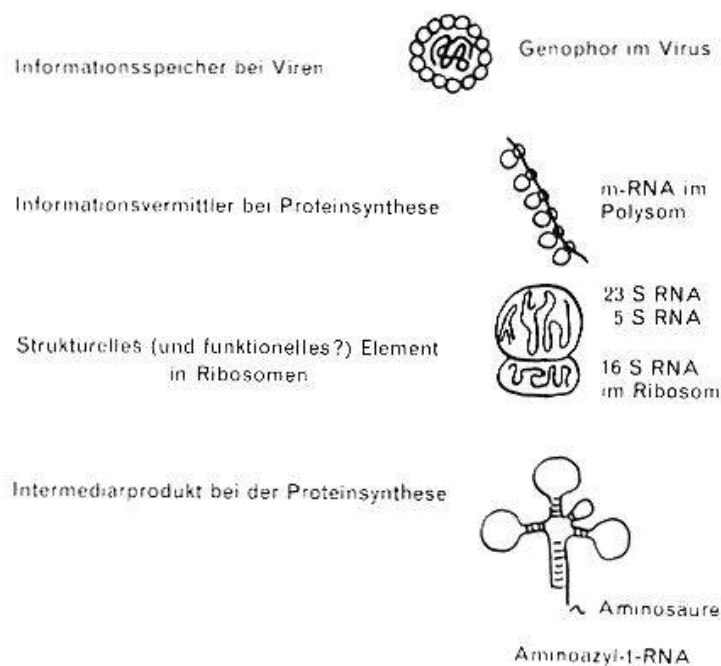 Informationsspeicher bei Viren
Genophor im Virus
Informationsvermittler bei Proteinsynthese
m-RNA im
Polysom
23 S RNA
5 S RNA
Strukturelles (und funktionelles?) Element
in Ribosomen
16 S RNA
im Ribosom
Intermediarprodukt bei der Proteinsynthese
~ Aminosäure
Aminoazyl-t-RNA